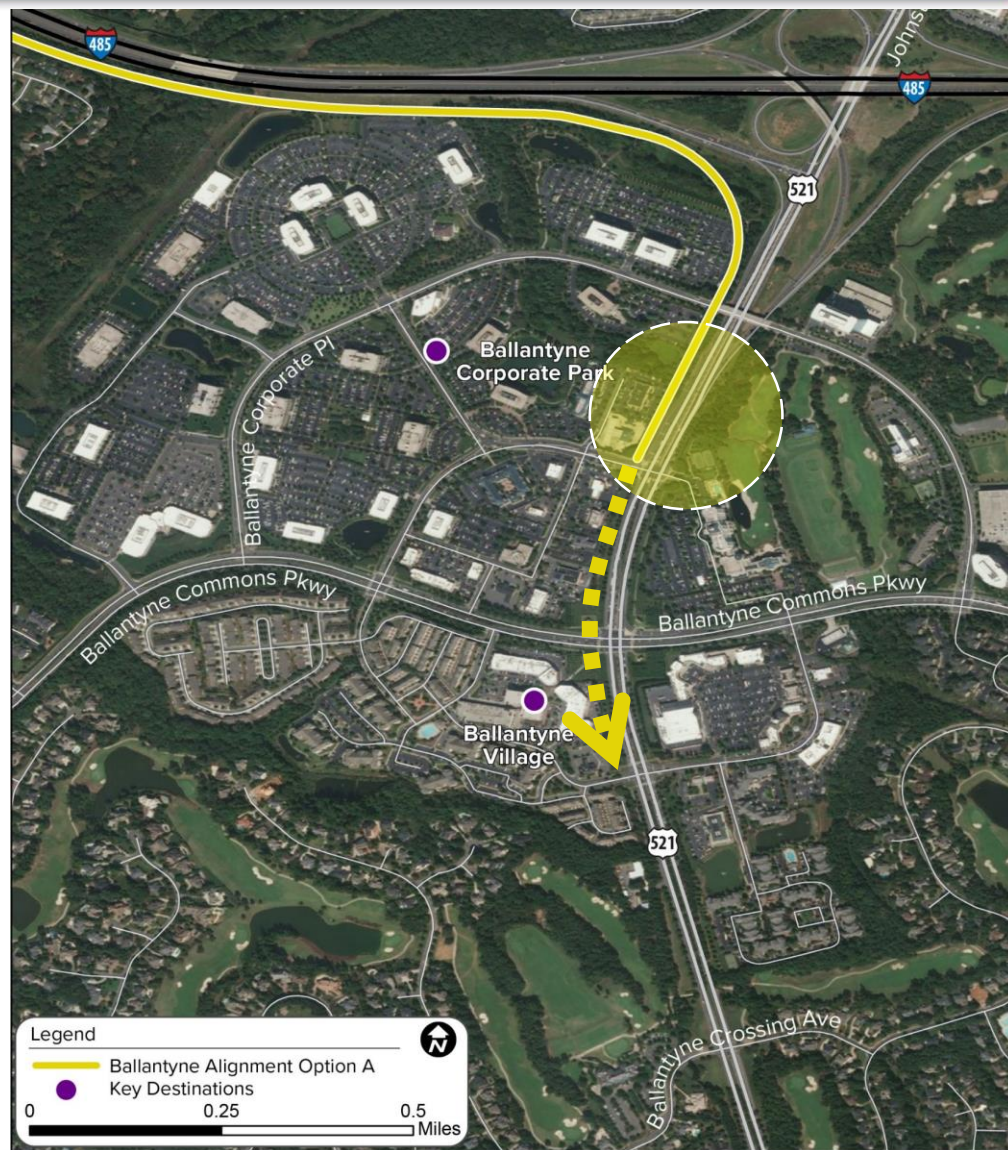 485
Johns
485
521
Ballantyne
Corporate Park
Ballantyne Corporate Pl
Ballantyne Commons Pkwy
Ballantyne Commons Pkwy
Ballantyne
Village
521
Ballantyne Crossing Ave
Legend
N
Ballantyne Alignment Option A
Key Destinations
0 0.25 0.5
Miles